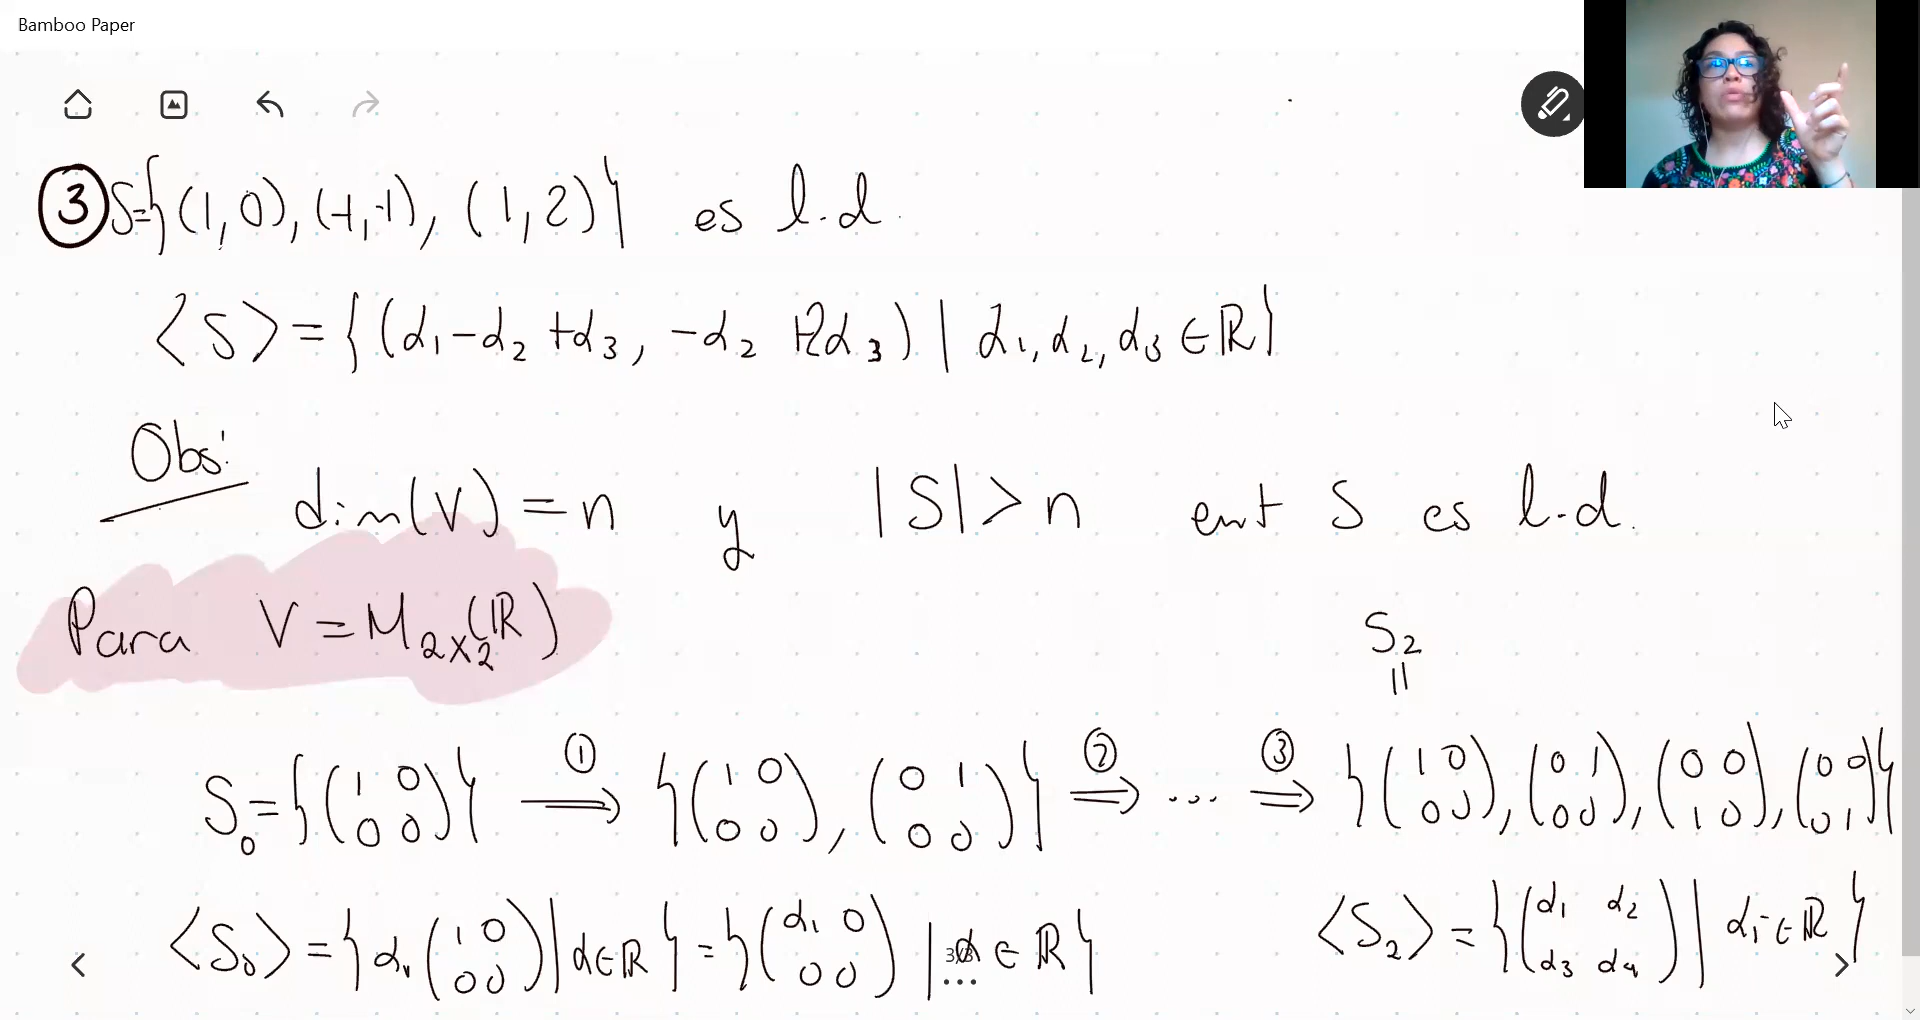 Bamboo Paper
③ S={(1,0),(-1,-1),(1,2)} es l.d.
⟨S⟩={(α₁-α₂+α₃, -α₂+2α₃) | α₁,α₂,α₃∈ℝ}
Obs:
dim(V)=n y |S|>n ent S es l.d.
Para V=M₂ₓ₂(ℝ)
S₂
||
S₀={(1 0; 0 0)} ①⟹ {(1 0; 0 0),(0 1; 0 0)} ②⟹ ... ③⟹ {(1 0; 0 0),(0 1; 0 0),(0 0; 1 0),(0 0; 0 1)}
⟨S₀⟩={α₁(1 0; 0 0) | α∈ℝ}={(α₁ 0; 0 0) | α∈ℝ} ⟨S₂⟩={(α₁ α₂; α₃ α₄) | αᵢ∈ℝ}
3/3
...